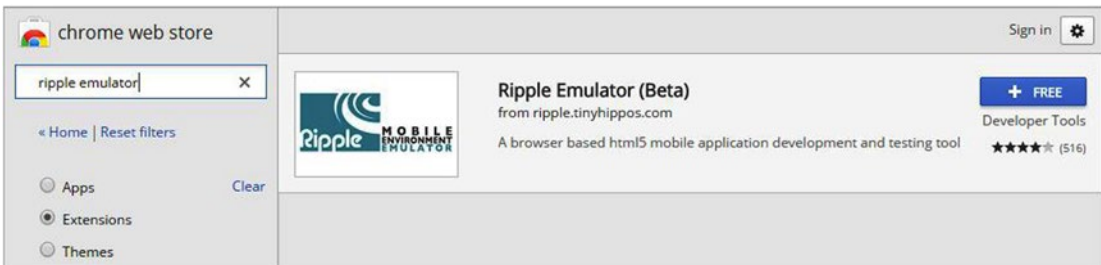 chrome web store
Sign in
ripple emulator
« Home | Reset filters
Apps
Clear
Extensions
Themes
Ripple MOBILE
ENVIRONMENT
EMULATOR
Ripple Emulator (Beta)
from ripple.tinyhippos.com
A browser based html5 mobile application development and testing tool
+ FREE
Developer Tools
(516)